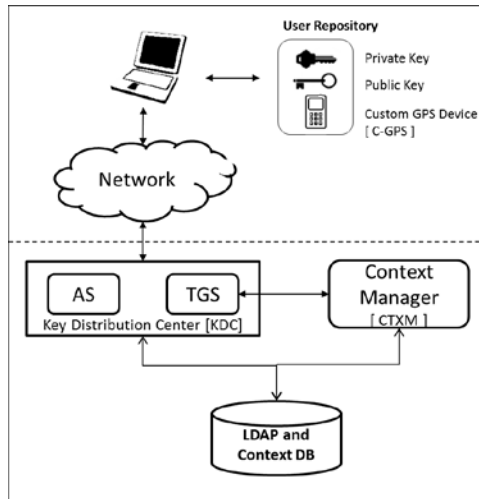 User Repository
Private Key
Public Key
Custom GPS Device
[ C-GPS ]
Network
AS
TGS
Key Distribution Center [KDC]
Context
Manager
[ CTXM ]
LDAP and
Context DB